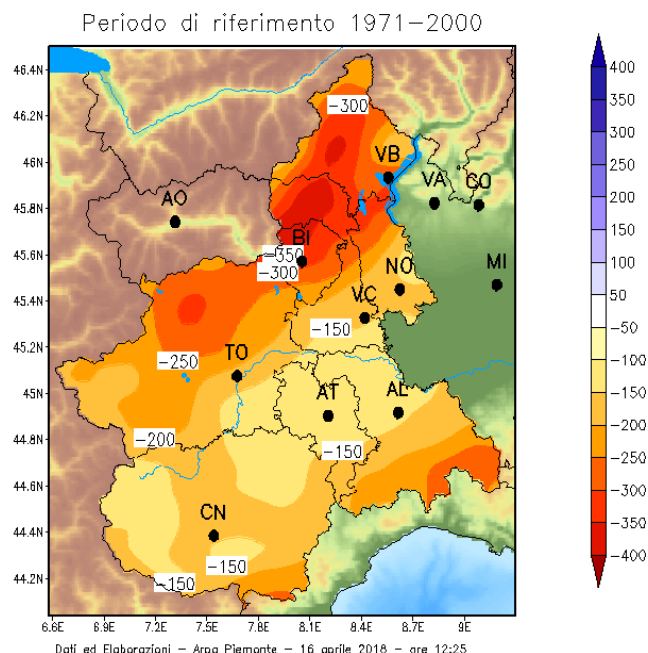 Periodo di riferimento 1971−2000
46.4N
46.2N
46N
45.8N
45.6N
45.4N
45.2N
45N
44.8N
44.6N
44.4N
44.2N
6.6E 6.9E 7.2E 7.5E 7.8E 8.1E 8.4E 8.7E 9E
−300
VB
VA CO
AO
BI
−350
−300
NO
MI
VC
−150
−250
TO
AT
AL
−200
−150
CN
−150
−150
400
350
300
250
200
150
100
50
−50
−100
−150
−200
−250
−300
−350
−400
Dati ed Elaborazioni − Arpa Piemonte − 16 aprile 2018 − ore 12:25